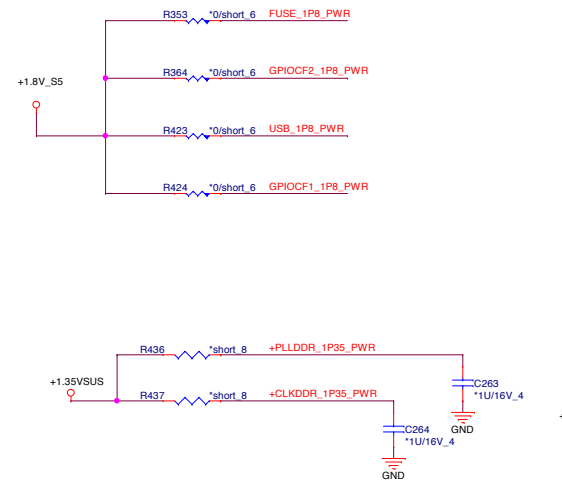 R353 *0/short_6 FUSE_1P8_PWR
R364 *0/short_6 GPIOCF2_1P8_PWR
+1.8V_S5
R423 *0/short_6 USB_1P8_PWR
R424 *0/short_6 GPIOCF1_1P8_PWR
R436 *short_8 +PLLDDR_1P35_PWR
+1.35VSUS
R437 *short_8 +CLKDDR_1P35_PWR
C263
*1U/16V_4
GND
C264
*1U/16V_4
GND
+